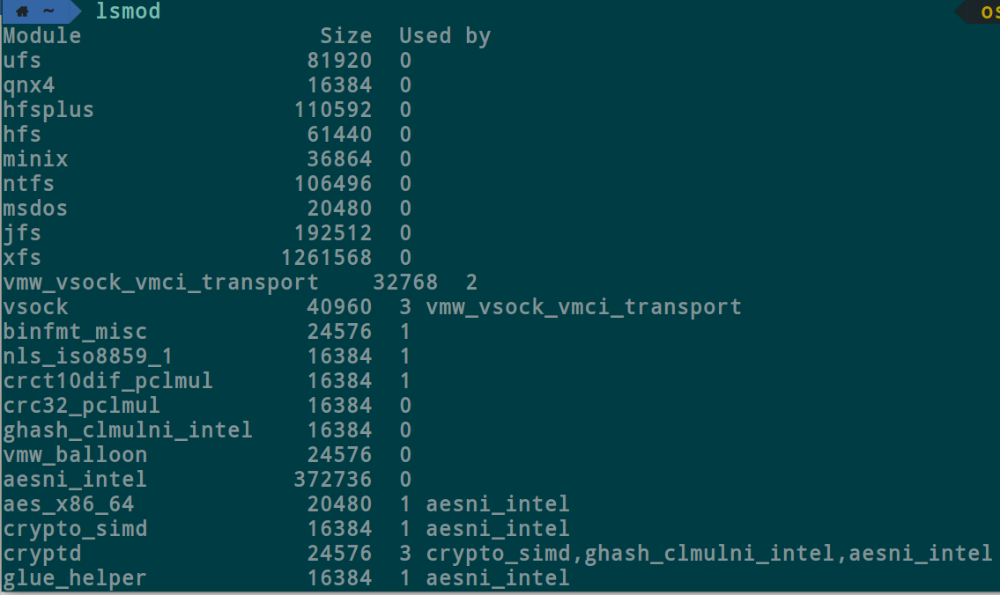 ~ lsmod os
Module                  Size  Used by
ufs                    81920  0
qnx4                   16384  0
hfsplus               110592  0
hfs                    61440  0
minix                  36864  0
ntfs                  106496  0
msdos                  20480  0
jfs                   192512  0
xfs                  1261568  0
vmw_vsock_vmci_transport    32768  2
vsock                  40960  3 vmw_vsock_vmci_transport
binfmt_misc            24576  1
nls_iso8859_1          16384  1
crct10dif_pclmul       16384  1
crc32_pclmul           16384  0
ghash_clmulni_intel    16384  0
vmw_balloon            24576  0
aesni_intel           372736  0
aes_x86_64             20480  1 aesni_intel
crypto_simd            16384  1 aesni_intel
cryptd                 24576  3 crypto_simd,ghash_clmulni_intel,aesni_intel
glue_helper            16384  1 aesni_intel